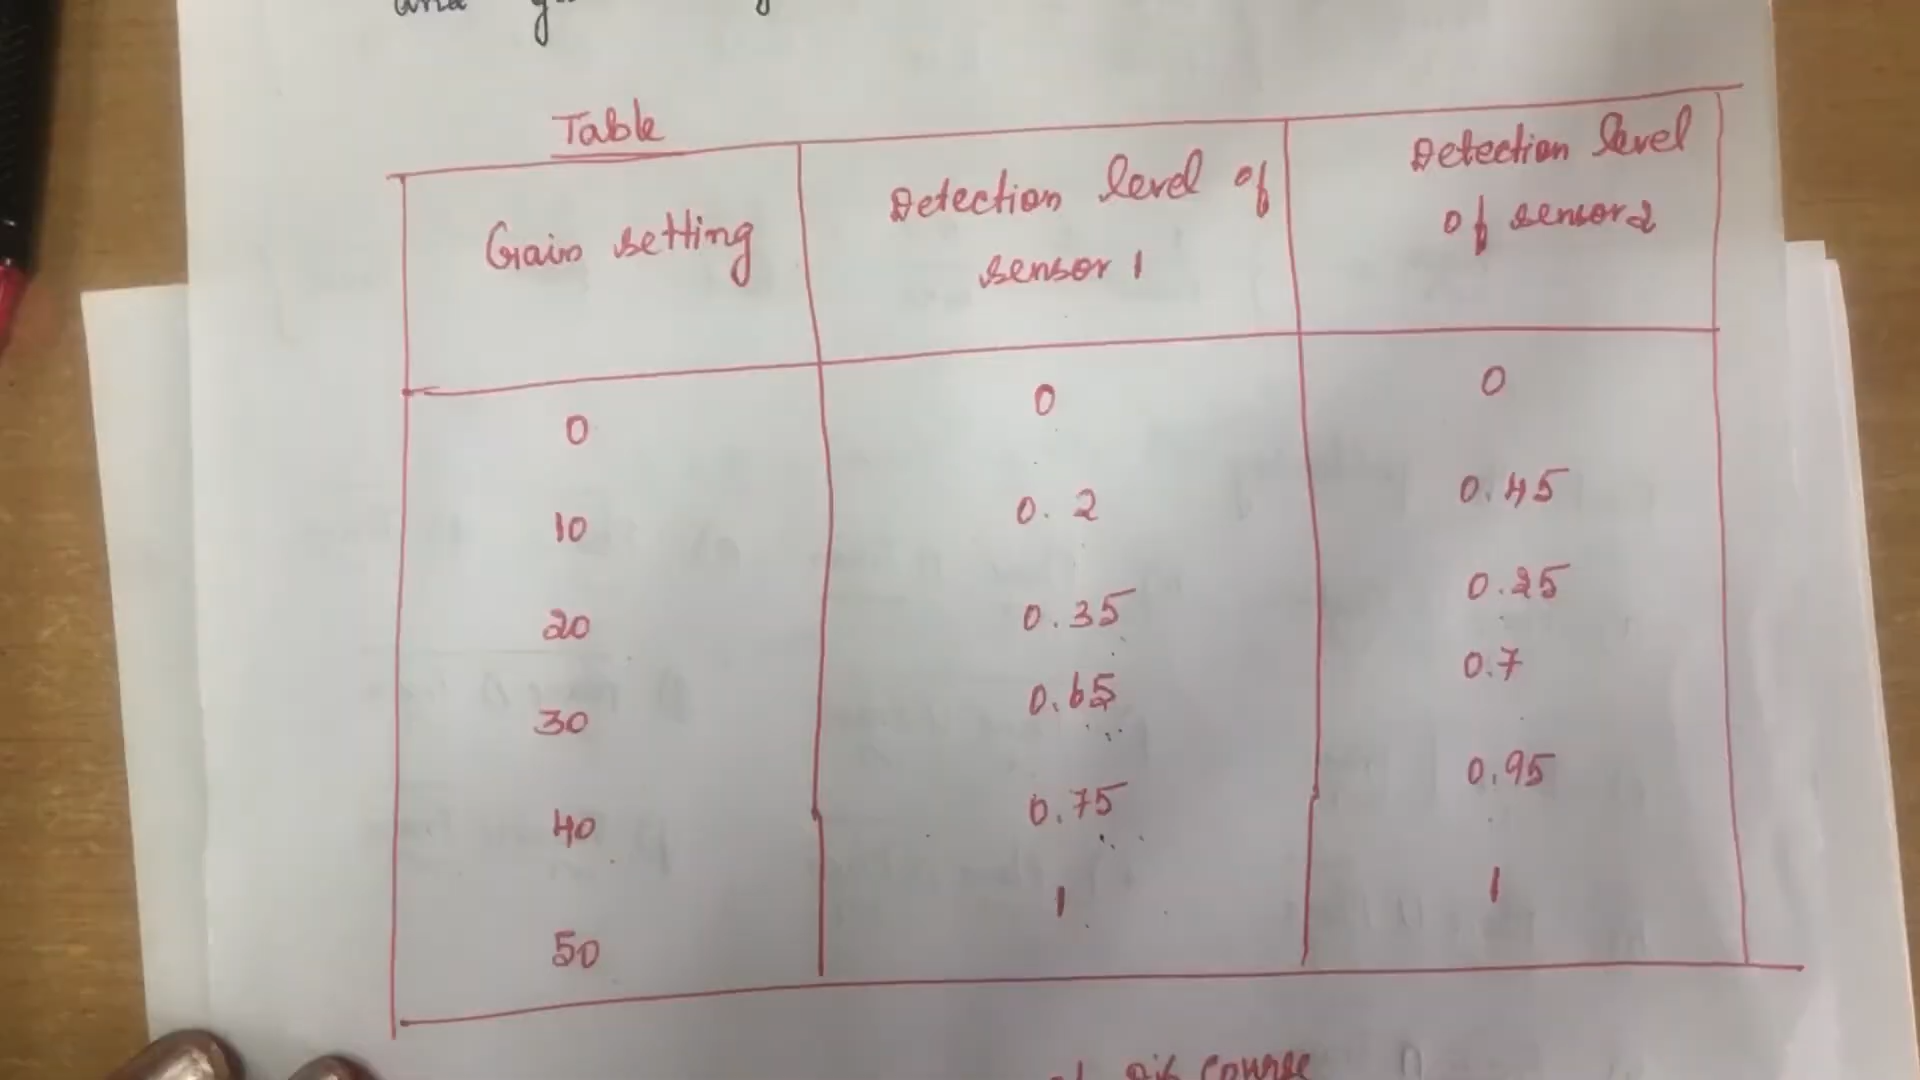 and
Table
Gain setting
Detection level of
sensor 1
Detection level
of sensor 2
0 0 0
10 0.2 0.45
20 0.35 0.25
30 0.65 0.7
40 0.75 0.95
50 1 1
course